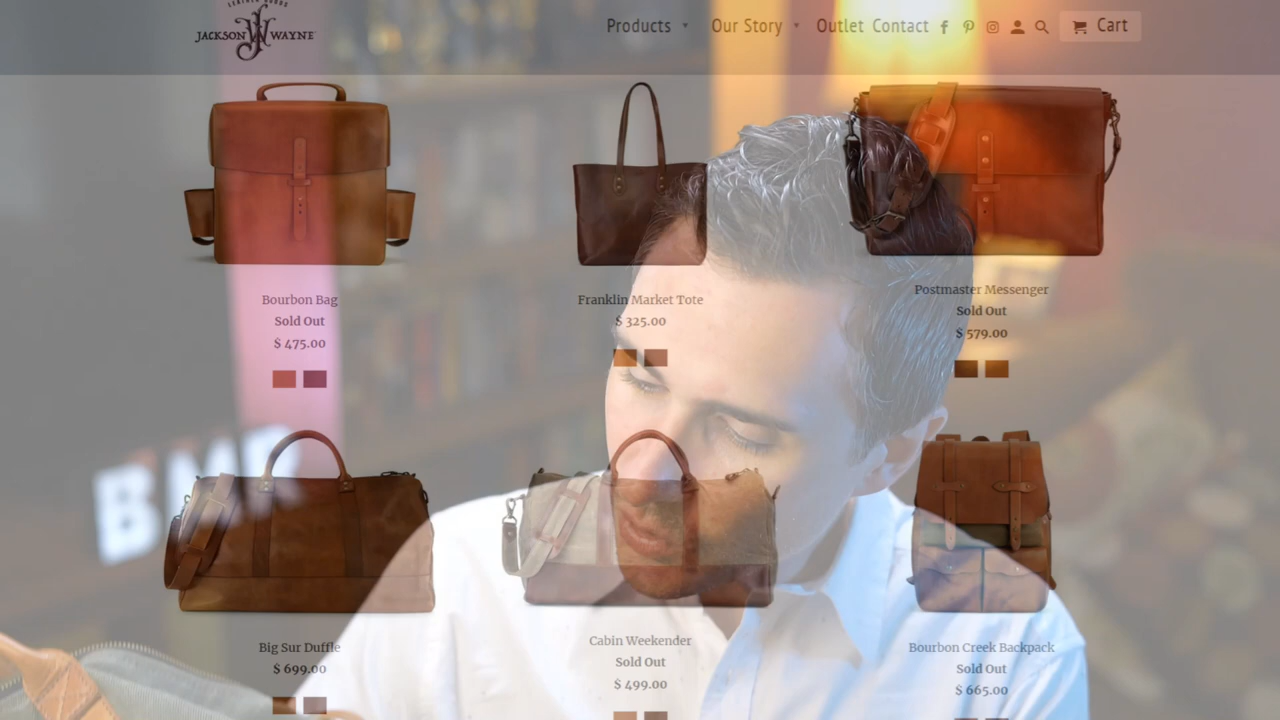 LEATHER GOODS
JACKSON WAYNE
Products
Our Story
Outlet
Contact
Cart
Bourbon Bag
Sold Out
$ 475.00
Franklin Market Tote
$ 325.00
Postmaster Messenger
Sold Out
$ 579.00
Big Sur Duffle
$ 699.00
Cabin Weekender
Sold Out
$ 499.00
Bourbon Creek Backpack
Sold Out
$ 665.00